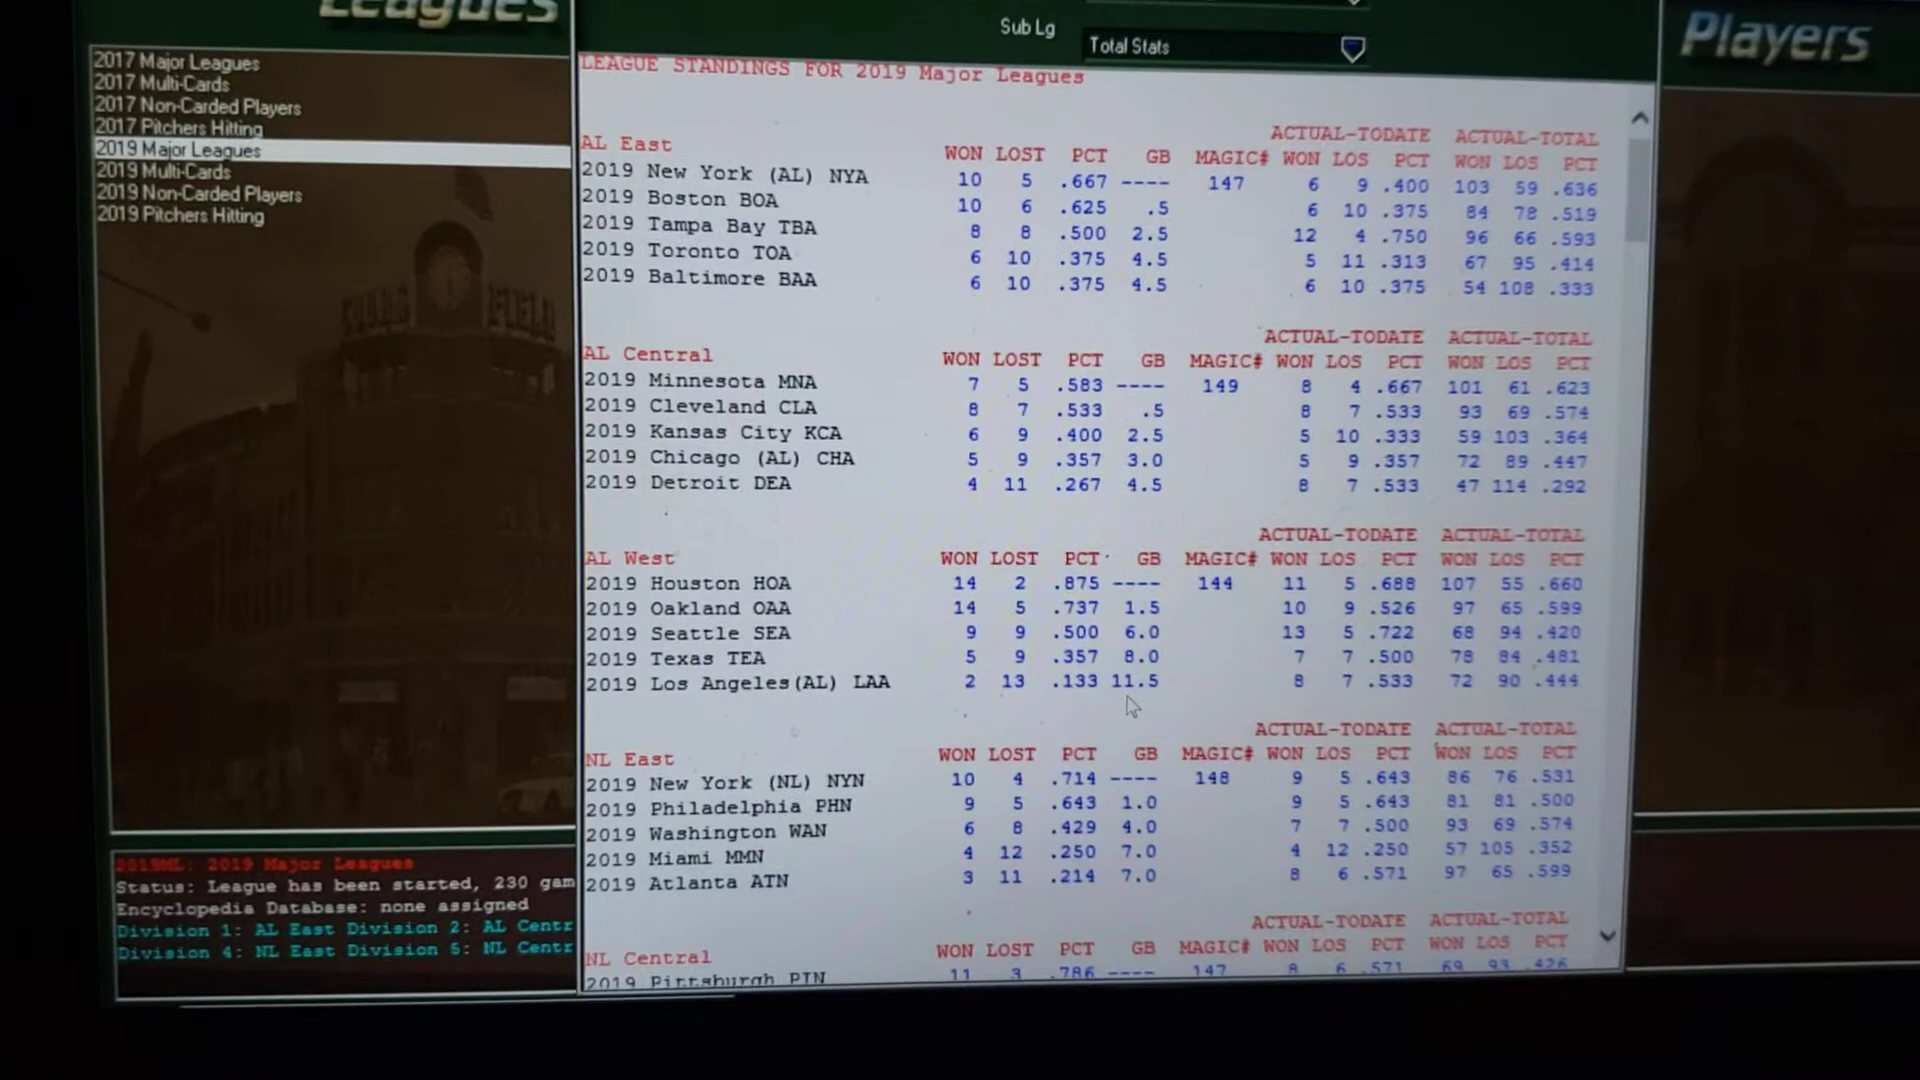 Leagues
Sub Lg
Total Stats
Players
2017 Major Leagues
2017 Multi-Cards
2017 Non-Carded Players
2017 Pitchers Hitting
2019 Major Leagues
2019 Multi-Cards
2019 Non-Carded Players
2019 Pitchers Hitting
LEAGUE STANDINGS FOR 2019 Major Leagues
ACTUAL-TODATE ACTUAL-TOTAL
AL East WON LOST PCT GB MAGIC# WON LOS PCT WON LOS PCT
2019 New York (AL) NYA 10 5 .667 ---- 147 6 9 .400 103 59 .636
2019 Boston BOA 10 6 .625 .5 6 10 .375 84 78 .519
2019 Tampa Bay TBA 8 8 .500 2.5 12 4 .750 96 66 .593
2019 Toronto TOA 6 10 .375 4.5 5 11 .313 67 95 .414
2019 Baltimore BAA 6 10 .375 4.5 6 10 .375 54 108 .333
ACTUAL-TODATE ACTUAL-TOTAL
AL Central WON LOST PCT GB MAGIC# WON LOS PCT WON LOS PCT
2019 Minnesota MNA 7 5 .583 ---- 149 8 4 .667 101 61 .623
2019 Cleveland CLA 8 7 .533 .5 8 7 .533 93 69 .574
2019 Kansas City KCA 6 9 .400 2.5 5 10 .333 59 103 .364
2019 Chicago (AL) CHA 5 9 .357 3.0 5 9 .357 72 89 .447
2019 Detroit DEA 4 11 .267 4.5 8 7 .533 47 114 .292
ACTUAL-TODATE ACTUAL-TOTAL
AL West WON LOST PCT GB MAGIC# WON LOS PCT WON LOS PCT
2019 Houston HOA 14 2 .875 ---- 144 11 5 .688 107 55 .660
2019 Oakland OAA 14 5 .737 1.5 10 9 .526 97 65 .599
2019 Seattle SEA 9 9 .500 6.0 13 5 .722 68 94 .420
2019 Texas TEA 5 9 .357 8.0 7 7 .500 78 84 .481
2019 Los Angeles(AL) LAA 2 13 .133 11.5 8 7 .533 72 90 .444
ACTUAL-TODATE ACTUAL-TOTAL
NL East WON LOST PCT GB MAGIC# WON LOS PCT WON LOS PCT
2019 New York (NL) NYN 10 4 .714 ---- 148 9 5 .643 86 76 .531
2019 Philadelphia PHN 9 5 .643 1.0 9 5 .643 81 81 .500
2019 Washington WAN 6 8 .429 4.0 7 7 .500 93 69 .574
2019 Miami MMN 4 12 .250 7.0 4 12 .250 57 105 .352
2019 Atlanta ATN 3 11 .214 7.0 8 6 .571 97 65 .599
ACTUAL-TODATE ACTUAL-TOTAL
NL Central WON LOST PCT GB MAGIC# WON LOS PCT WON LOS PCT
2019 Pittsburgh PIN 11 3 .786 ---- 147 8 6 .571 69 93 .426
2019ML: 2019 Major Leagues
Status: League has been started, 230 gam
Encyclopedia Database: none assigned
Division 1: AL East Division 2: AL Centr
Division 4: NL East Division 5: NL Centr